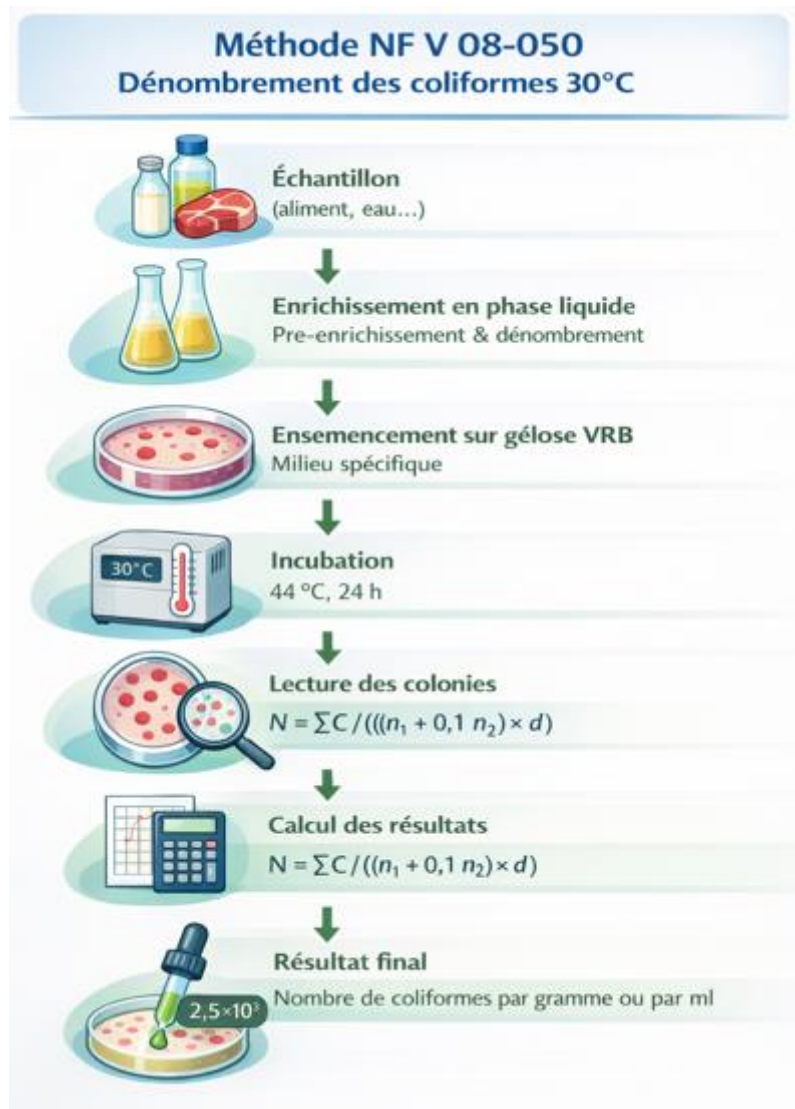 Méthode NF V 08-050
Dénombrement des coliformes 30°C
Échantillon
(aliment, eau...)
Enrichissement en phase liquide
Pre-enrichissement & dénombrement
Ensemencement sur gélose VRB
Milieu spécifique
30°C
Incubation
44 °C, 24 h
Lecture des colonies
N = ∑C / (((n₁ + 0,1 n₂) × d)
Calcul des résultats
N = ∑C / ((n₁ + 0,1 n₂) × d)
Résultat final
Nombre de coliformes par gramme ou par ml
2,5×10³